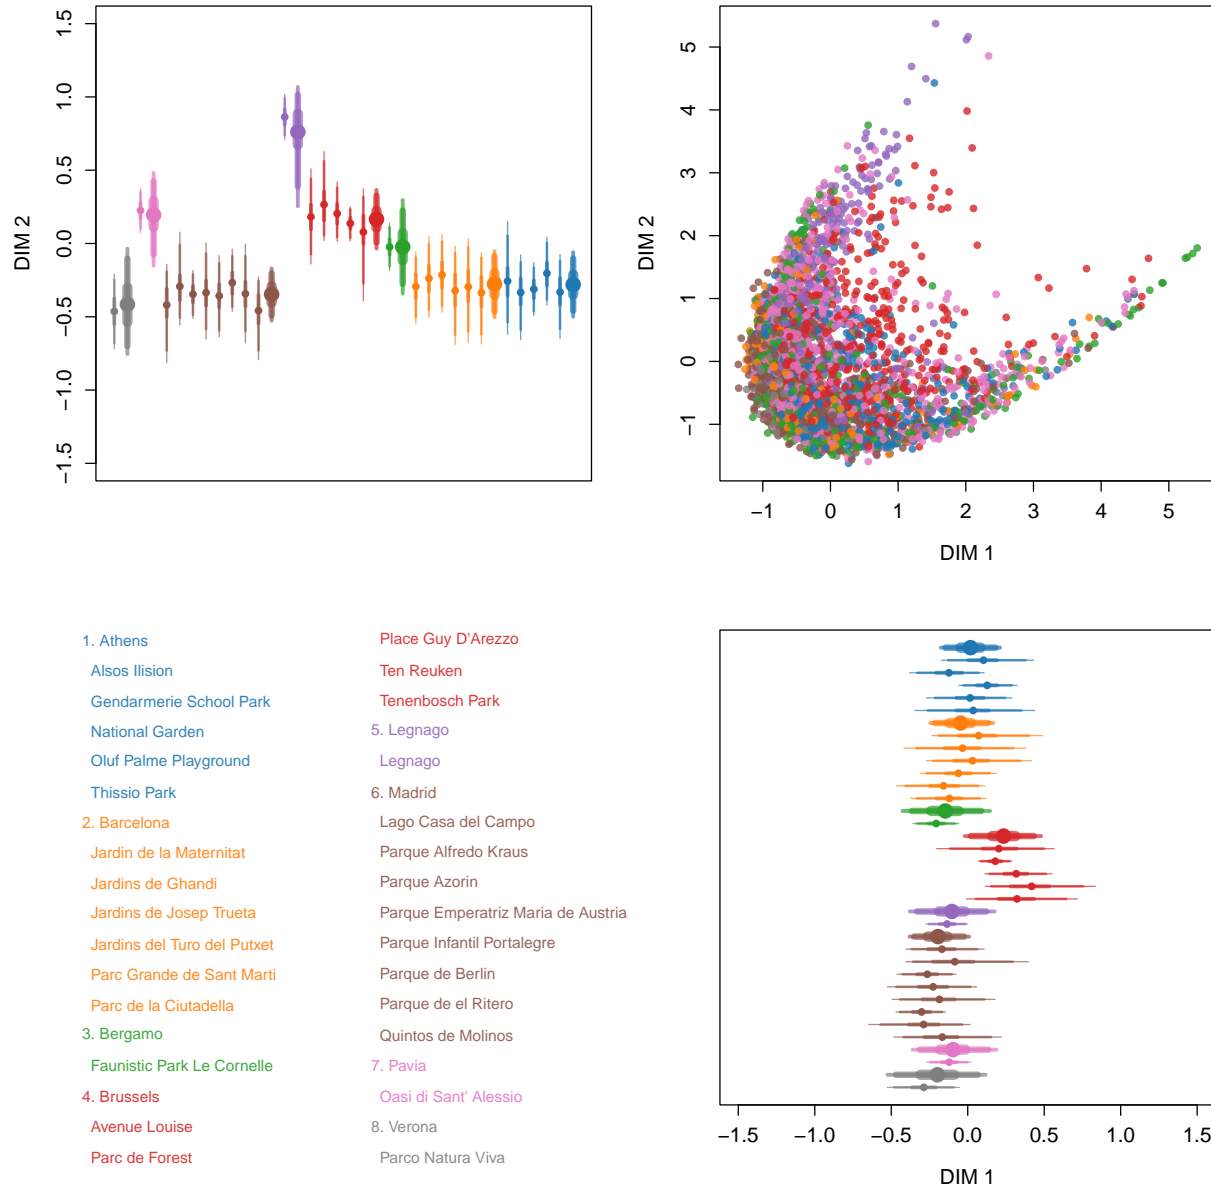 1.5
1.0
0.5
0.0
−0.5
−1.0
−1.5
DIM 2
5
4
3
2
1
0
−1
DIM 2
−1 0 1 2 3 4 5
DIM 1
1. Athens
Alsos Ilision
Gendarmerie School Park
National Garden
Oluf Palme Playground
Thissio Park
2. Barcelona
Jardin de la Maternitat
Jardins de Ghandi
Jardins de Josep Trueta
Jardins del Turo del Putxet
Parc Grande de Sant Marti
Parc de la Ciutadella
3. Bergamo
Faunistic Park Le Cornelle
4. Brussels
Avenue Louise
Parc de Forest
Place Guy D'Arezzo
Ten Reuken
Tenenbosch Park
5. Legnago
Legnago
6. Madrid
Lago Casa del Campo
Parque Alfredo Kraus
Parque Azorin
Parque Emperatriz Maria de Austria
Parque Infantil Portalegre
Parque de Berlin
Parque de el Ritero
Quintos de Molinos
7. Pavia
Oasi di Sant' Alessio
8. Verona
Parco Natura Viva
−1.5 −1.0 −0.5 0.0 0.5 1.0 1.5
DIM 1